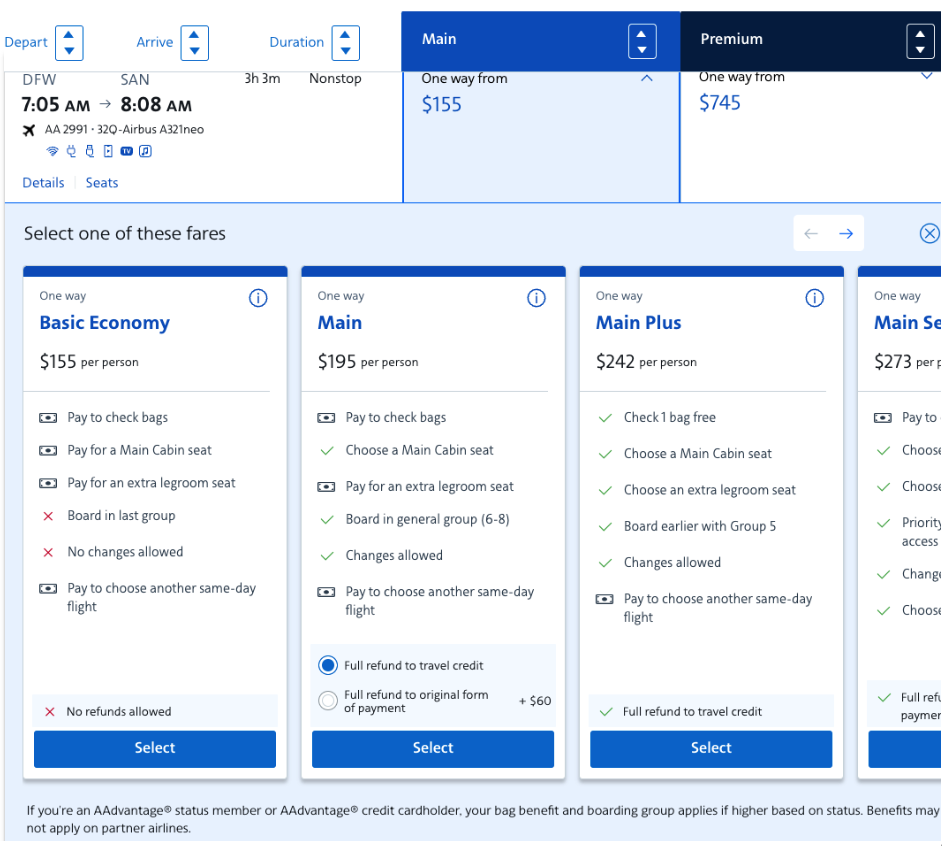 Depart
Arrive
Duration
Main
Premium
DFW
SAN
3h 3m
Nonstop
7:05 AM → 8:08 AM
AA 2991 · 32Q-Airbus A321neo
TV
Details
Seats
One way from
$155
One way from
$745
Select one of these fares
One way
Basic Economy
$155 per person
Pay to check bags
Pay for a Main Cabin seat
Pay for an extra legroom seat
Board in last group
No changes allowed
Pay to choose another same-day
flight
No refunds allowed
Select
One way
Main
$195 per person
Pay to check bags
Choose a Main Cabin seat
Pay for an extra legroom seat
Board in general group (6-8)
Changes allowed
Pay to choose another same-day
flight
Full refund to travel credit
Full refund to original form
of payment
+ $60
Select
One way
Main Plus
$242 per person
Check 1 bag free
Choose a Main Cabin seat
Choose an extra legroom seat
Board earlier with Group 5
Changes allowed
Pay to choose another same-day
flight
Full refund to travel credit
Select
One way
Main Se
$273 per p
Pay to
Choose
Choose
Priority
access
Change
Choose
Full refu
paymer
If you're an AAdvantage® status member or AAdvantage® credit cardholder, your bag benefit and boarding group applies if higher based on status. Benefits may
not apply on partner airlines.